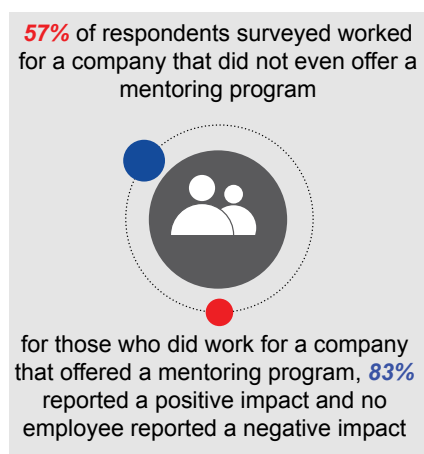 57% of respondents surveyed worked
for a company that did not even offer a
mentoring program
for those who did work for a company
that offered a mentoring program, 83%
reported a positive impact and no
employee reported a negative impact